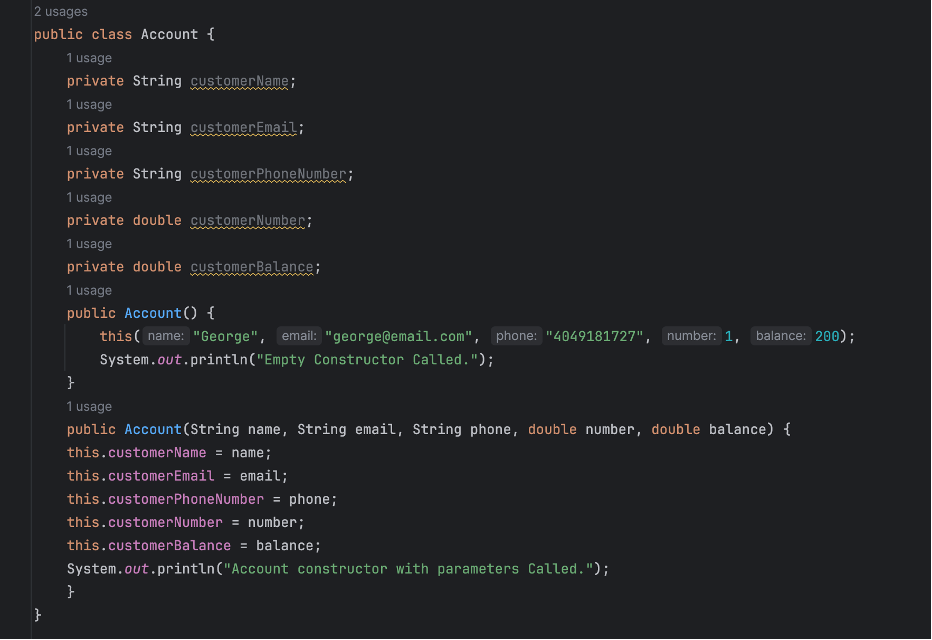 2 usages
public class Account {
1 usage
private String customerName;
1 usage
private String customerEmail;
1 usage
private String customerPhoneNumber;
1 usage
private double customerNumber;
1 usage
private double customerBalance;
1 usage
public Account() {
this( name: "George", email: "george@email.com", phone: "4049181727", number: 1, balance: 200);
System.out.println("Empty Constructor Called.");
}
1 usage
public Account(String name, String email, String phone, double number, double balance) {
this.customerName = name;
this.customerEmail = email;
this.customerPhoneNumber = phone;
this.customerNumber = number;
this.customerBalance = balance;
System.out.println("Account constructor with parameters Called.");
}
}